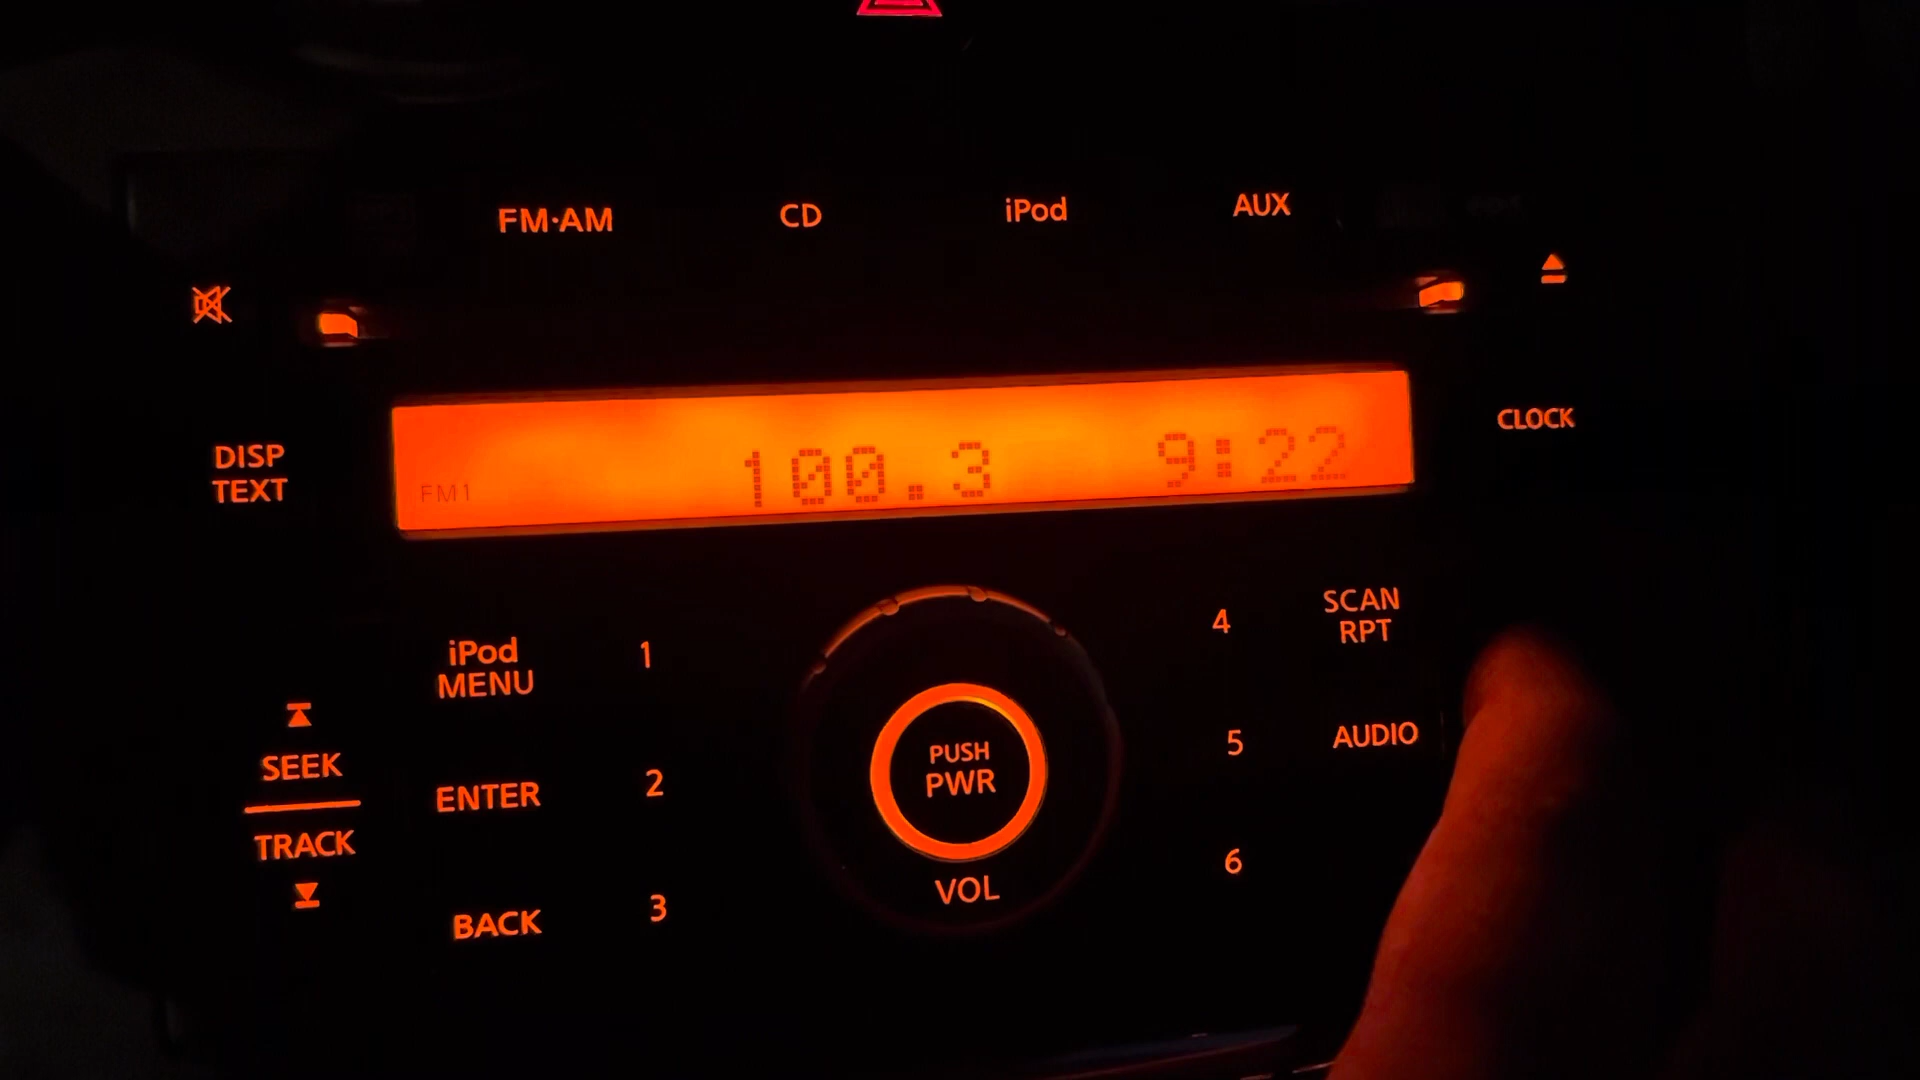 FM·AM
CD
iPod
AUX
DISP
TEXT
FM1
100.3
9:22
CLOCK
iPod
MENU
1
4
SCAN
RPT
SEEK
TRACK
ENTER
2
PUSH
PWR
VOL
5
AUDIO
BACK
3
6